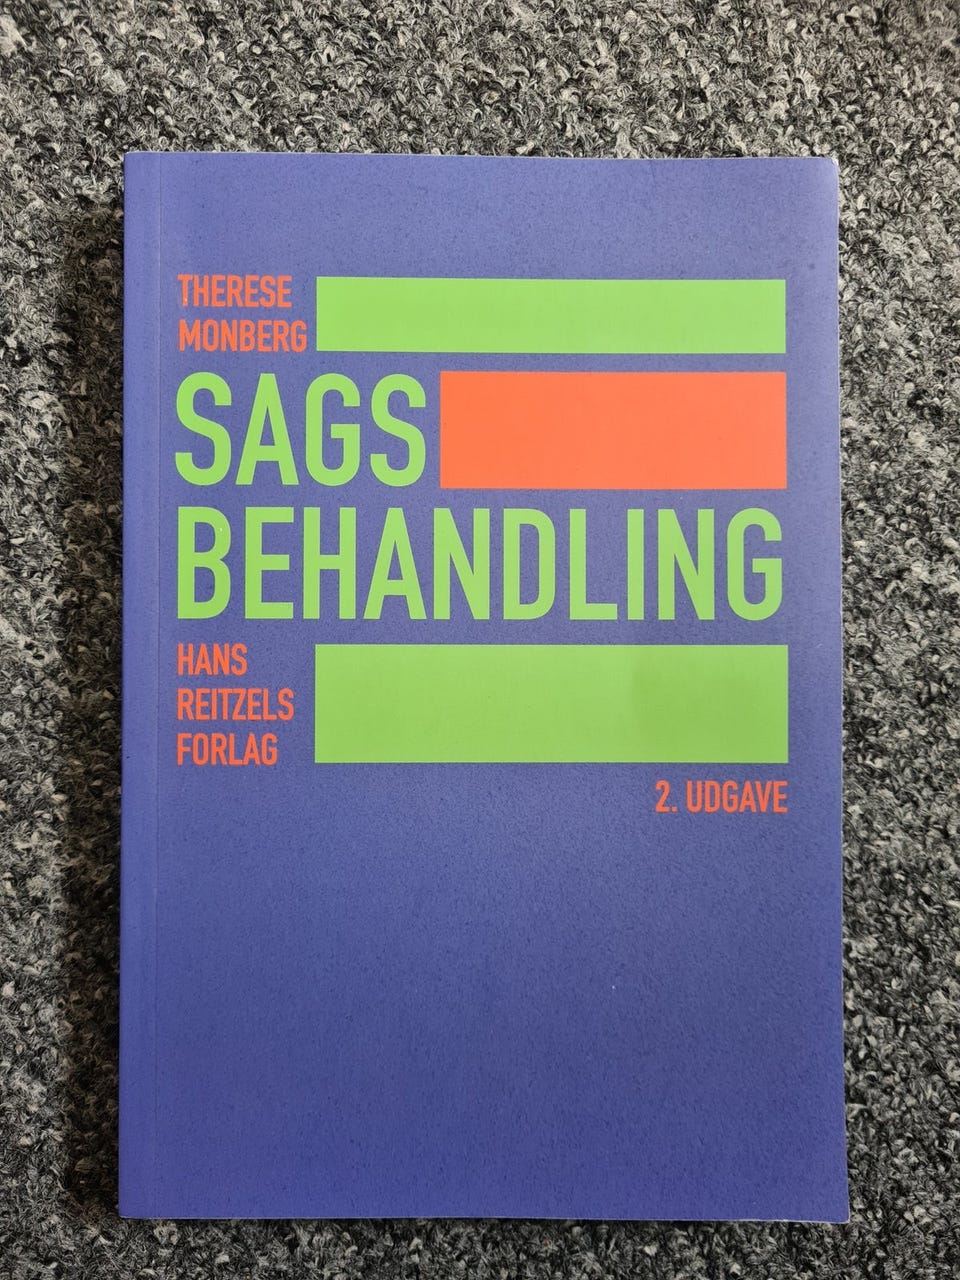 THERESE
MONBERG
SAGS
BEHANDLING
HANS
REITZELS
FORLAG
2. UDGAVE